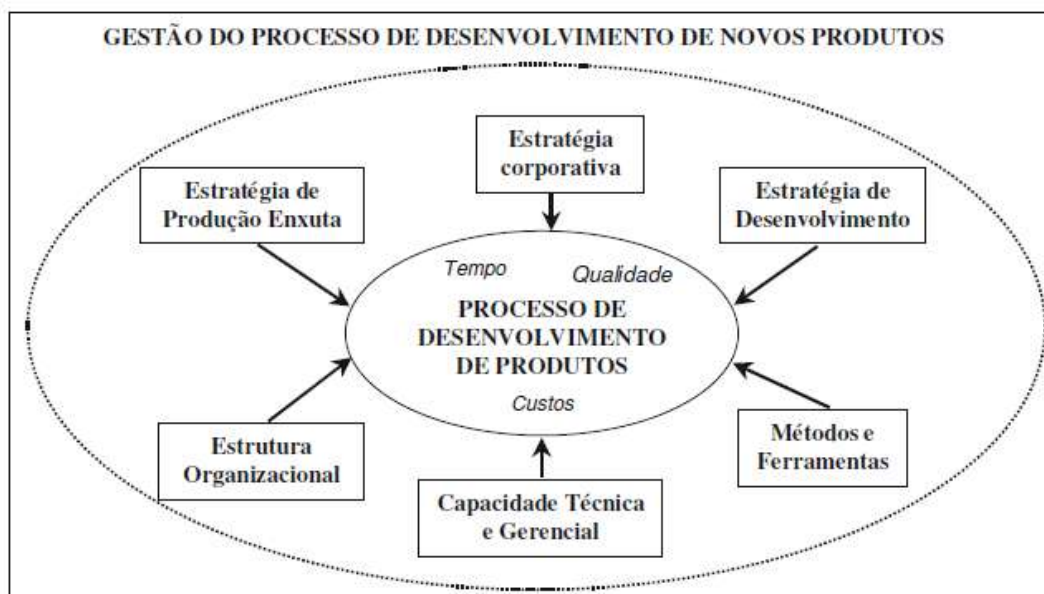 GESTÃO DO PROCESSO DE DESENVOLVIMENTO DE NOVOS PRODUTOS
Estratégia
corporativa
Estratégia de
Produção Enxuta
Estratégia de
Desenvolvimento
Tempo
Qualidade
PROCESSO DE
DESENVOLVIMENTO
DE PRODUTOS
Custos
Estrutura
Organizacional
Capacidade Técnica
e Gerencial
Métodos e
Ferramentas